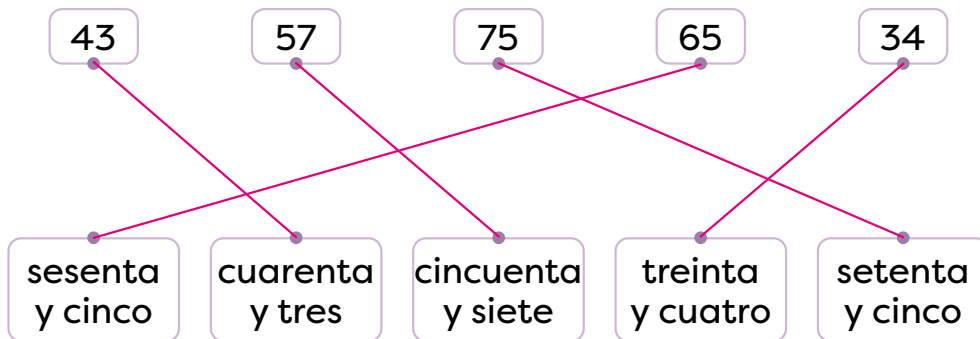 43 57 75 65 34
sesenta cuarenta cincuenta treinta setenta
y cinco y tres y siete y cuatro y cinco